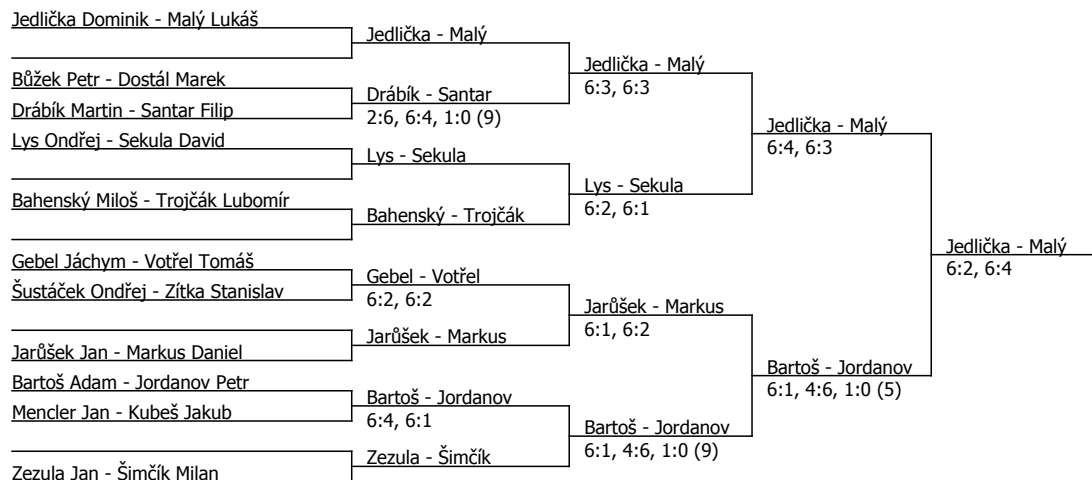 Jedlička Dominik - Malý Lukáš
Jedlička - Malý
Jedlička - Malý
6:3, 6:3
Bůžek Petr - Dostál Marek
Drábík - Santar
2:6, 6:4, 1:0 (9)
Drábík Martin - Santar Filip
Jedlička - Malý
6:4, 6:3
Lys Ondřej - Sekula David
Lys - Sekula
Lys - Sekula
6:2, 6:1
Bahenský Miloš - Trojčák Lubomír
Bahenský - Trojčák
Jedlička - Malý
6:2, 6:4
Gebel Jáchym - Votřel Tomáš
Gebel - Votřel
6:2, 6:2
Šustáček Ondřej - Zítka Stanislav
Jarůšek - Markus
6:1, 6:2
Jarůšek - Markus
Jarůšek Jan - Markus Daniel
Bartoš - Jordanov
6:1, 4:6, 1:0 (5)
Bartoš Adam - Jordanov Petr
Bartoš - Jordanov
6:4, 6:1
Mencler Jan - Kubeš Jakub
Bartoš - Jordanov
6:1, 4:6, 1:0 (9)
Zezula - Šimčík
Zezula Jan - Šimčík Milan